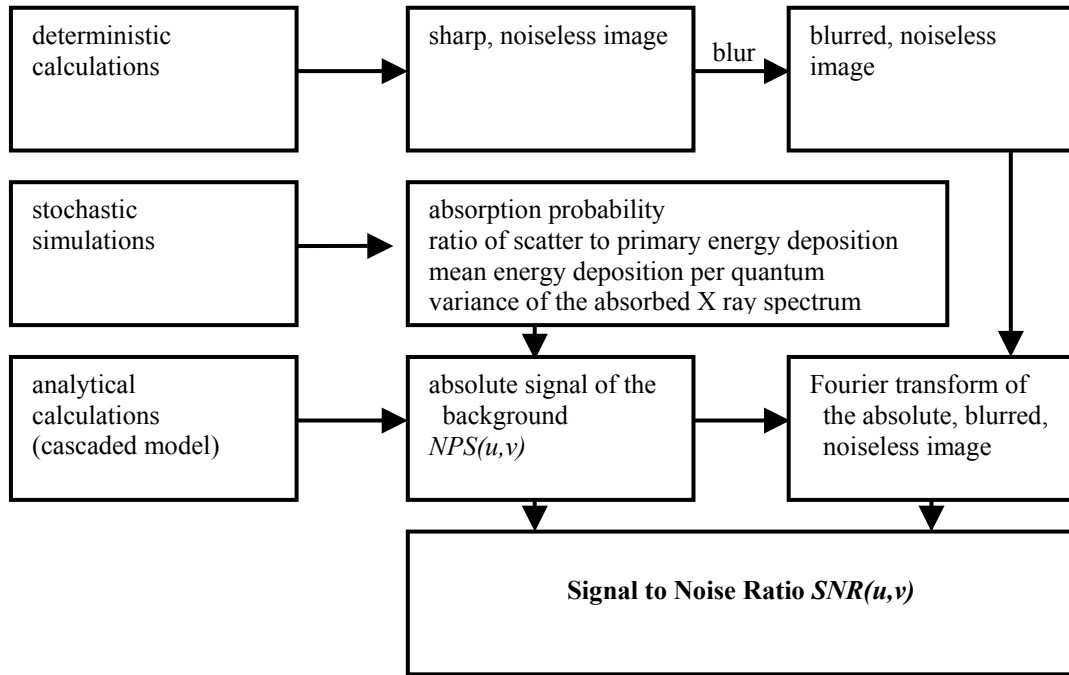 deterministic
calculations
sharp, noiseless image
blur
blurred, noiseless
image
stochastic
simulations
absorption probability
ratio of scatter to primary energy deposition
mean energy deposition per quantum
variance of the absorbed X ray spectrum
analytical
calculations
(cascaded model)
absolute signal of the
background
NPS(u,v)
Fourier transform of
the absolute, blurred,
noiseless image
Signal to Noise Ratio SNR(u,v)